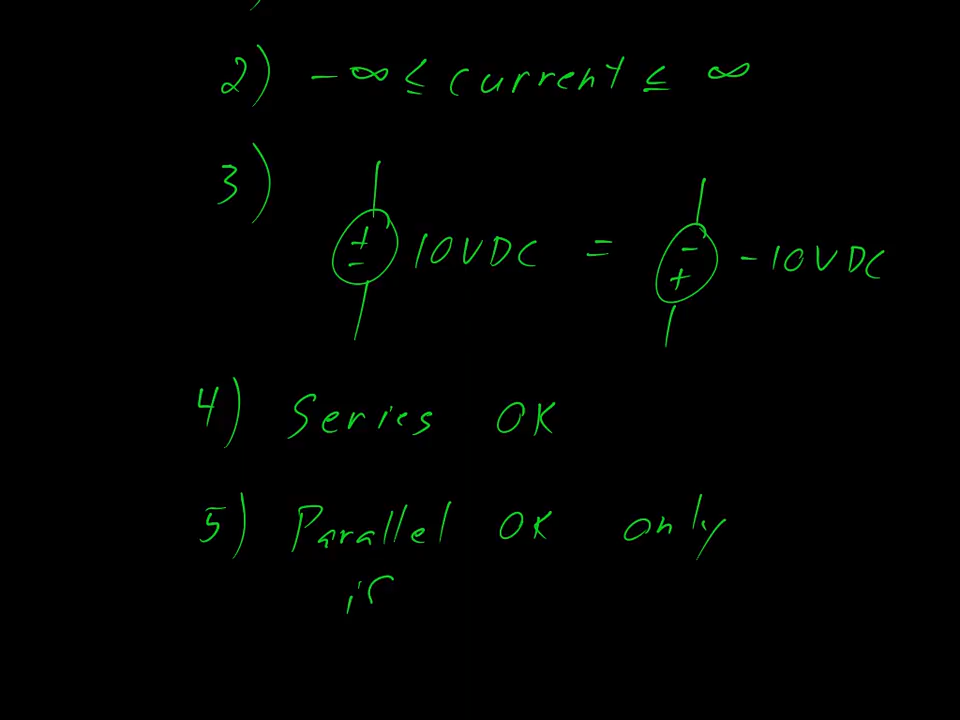 2) -∞ ≤ current ≤ ∞
3) + - 10VDC = - + -10VDC
4) Series OK
5) Parallel OK only
if